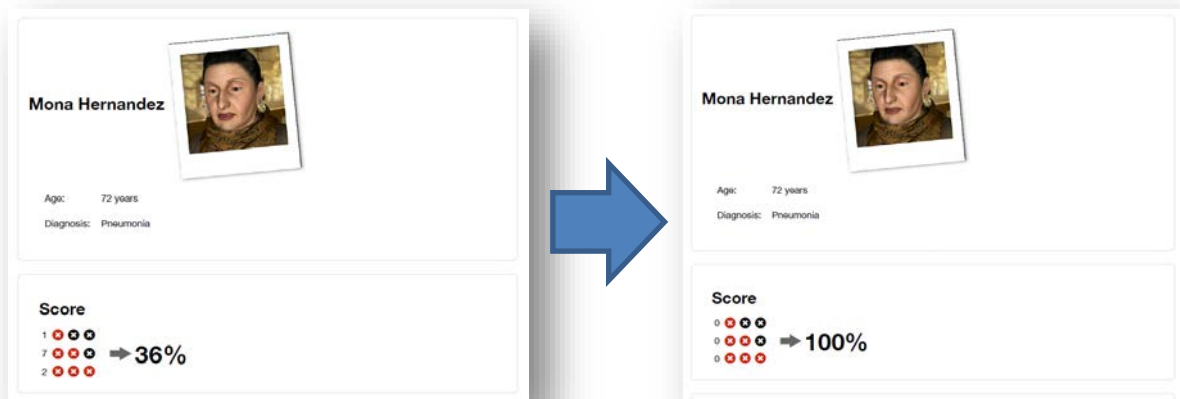 Mona Hernandez
Age: 72 years
Diagnosis: Pneumonia
Score
1
7
2
36%
Mona Hernandez
Age: 72 years
Diagnosis: Pneumonia
Score
0
0
0
100%